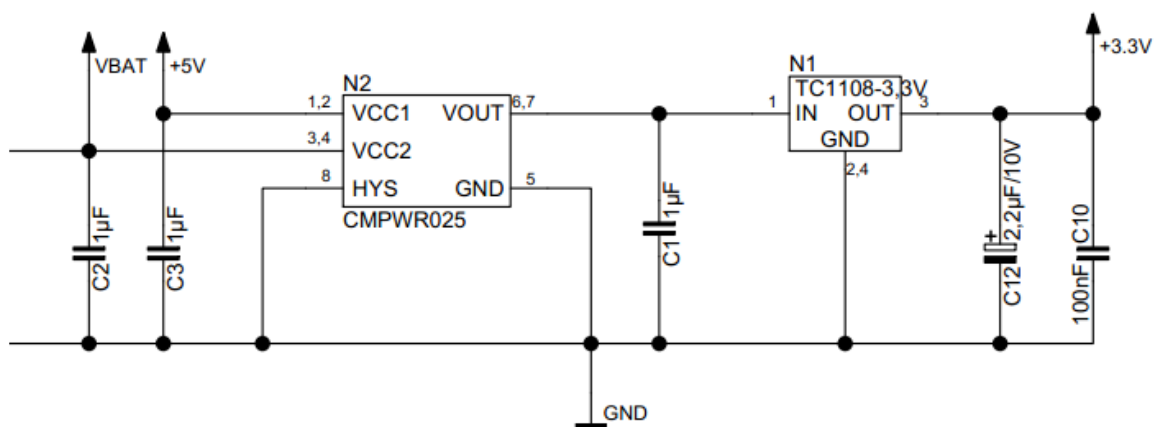 VBAT
+5V
+3.3V
N2
N1
TC1108-3,3V
1,2
VCC1
VOUT
6,7
1
IN
OUT
3
3,4
VCC2
GND
2,4
8
HYS
GND
5
CMPWR025
C2
1µF
C3
1µF
C1
1µF
+
C12
2,2µF/10V
100nF
C10
GND